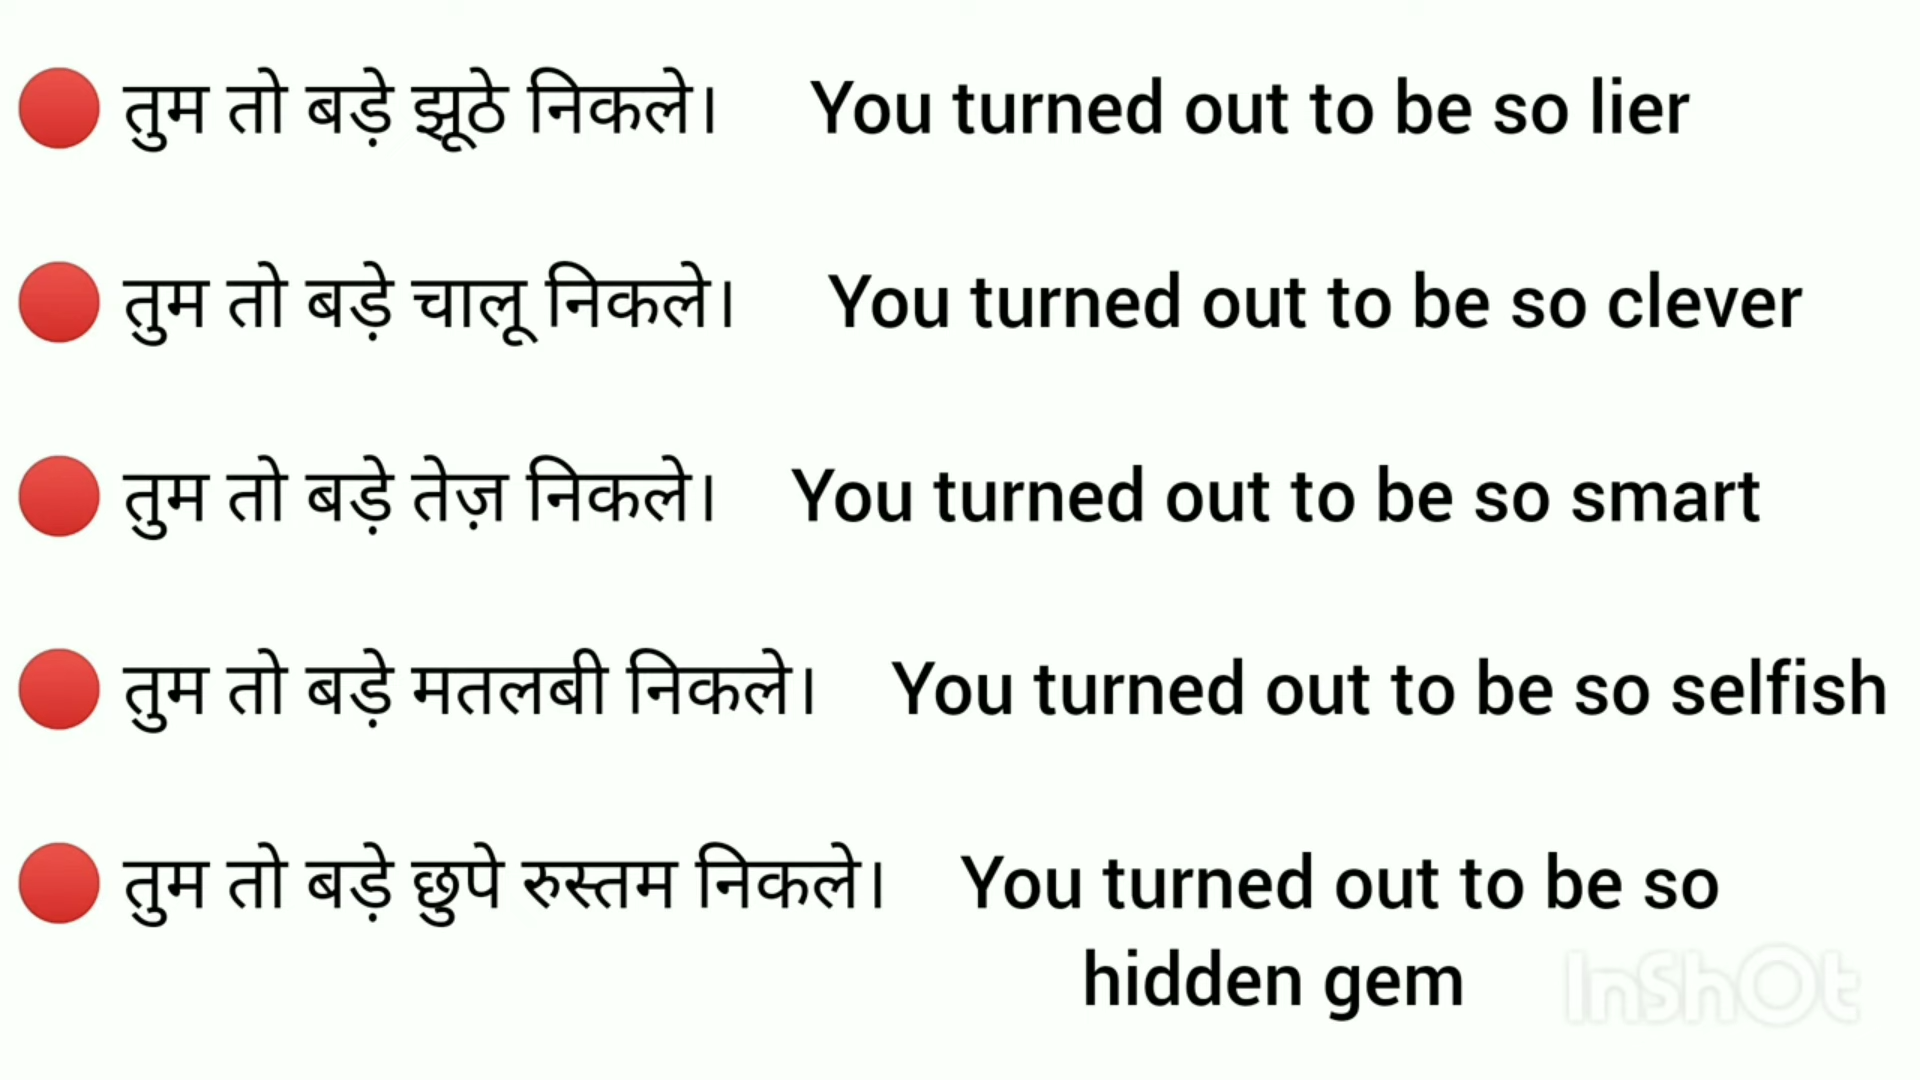 तुम तो बड़े झूठे निकले। You turned out to be so lier
तुम तो बड़े चालू निकले। You turned out to be so clever
तुम तो बड़े तेज़ निकले। You turned out to be so smart
तुम तो बड़े मतलबी निकले। You turned out to be so selfish
तुम तो बड़े छुपे रुस्तम निकले। You turned out to be so
hidden gem
InShOt